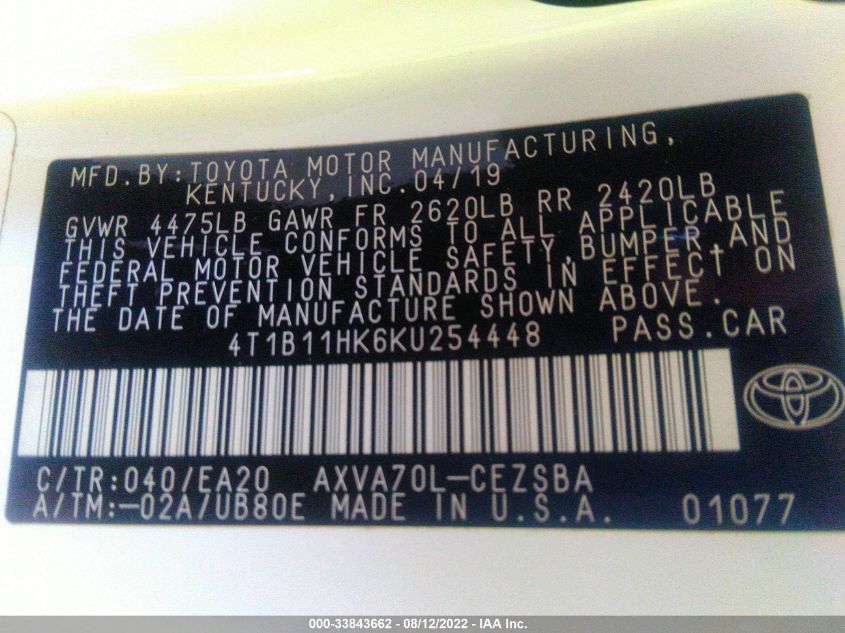 MFD.BY:TOYOTA MOTOR MANUFACTURING,
KENTUCKY,INC.04/19
GVWR 4475LB GAWR FR 2620LB RR 2420LB
THIS VEHICLE CONFORMS TO ALL APPLICABLE
FEDERAL MOTOR VEHICLE SAFETY,BUMPER,AND
THEFT PREVENTION STANDARDS IN EFFECT ON
THE DATE OF MANUFACTURE SHOWN ABOVE.
4T1B11HK6KU254448 PASS.CAR
C/TR:040/EA20 AXVA70L-CEZSBA
A/TM:-02A/UB80E MADE IN U.S.A. 01077
000-33843662 - 08/12/2022 - IAA Inc.